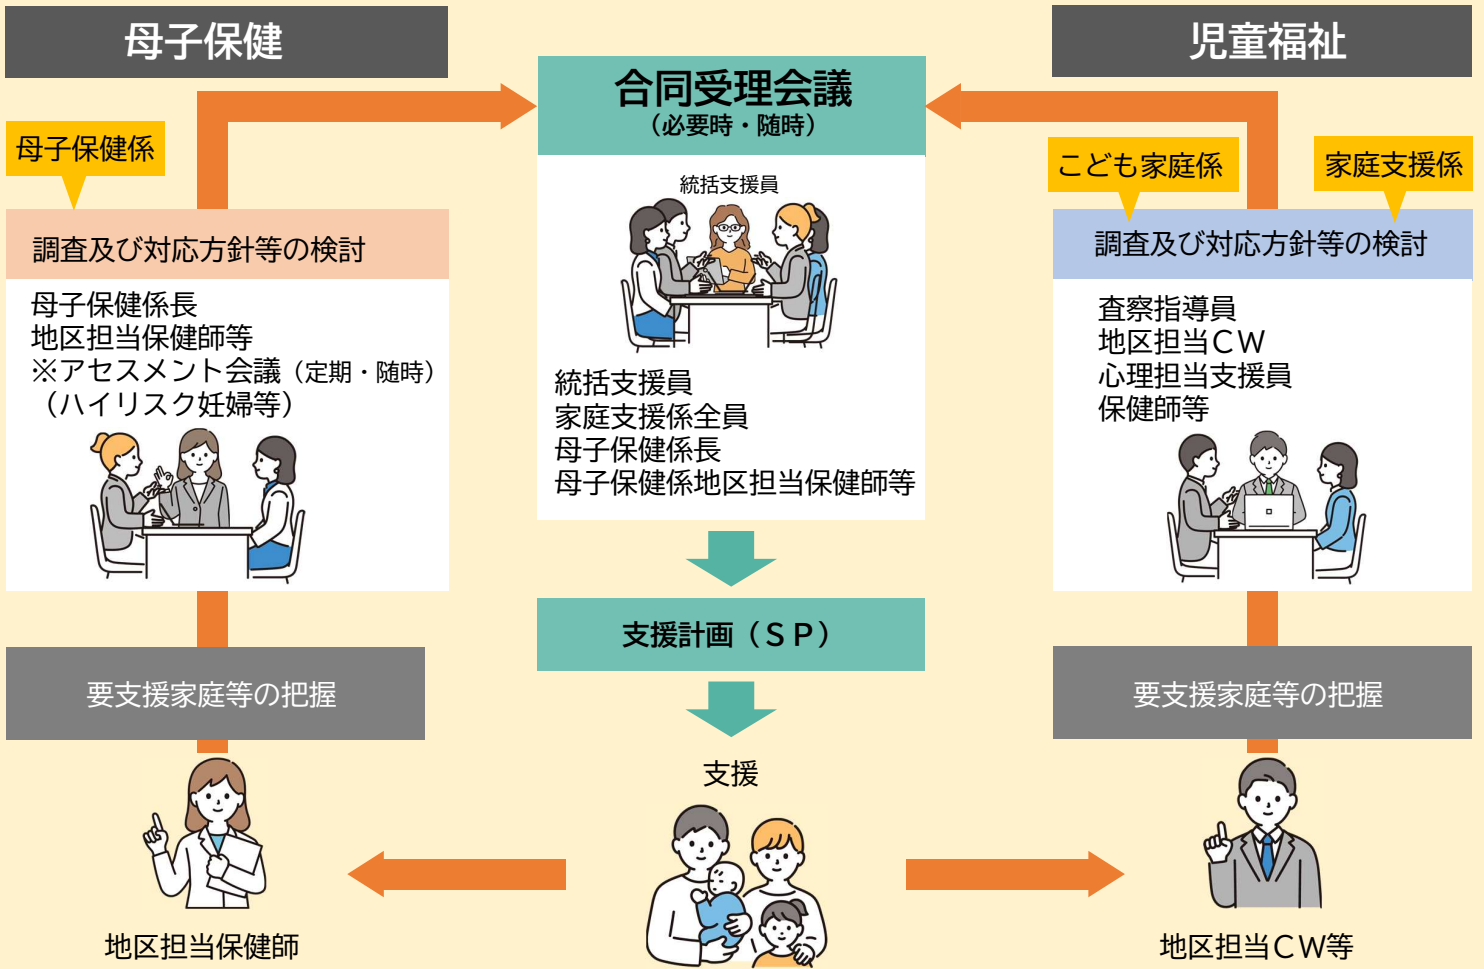 母子保健
母子保健係
調査及び対応方針等の検討
母子保健係長
地区担当保健師等
※アセスメント会議（定期・随時）
（ハイリスク妊婦等）
要支援家庭等の把握
地区担当保健師
合同受理会議
（必要時・随時）
統括支援員
統括支援員
家庭支援係全員
母子保健係長
母子保健係地区担当保健師等
支援計画（ＳＰ）
支援
児童福祉
こども家庭係
家庭支援係
調査及び対応方針等の検討
査察指導員
地区担当ＣＷ
心理担当支援員
保健師等
要支援家庭等の把握
地区担当ＣＷ等